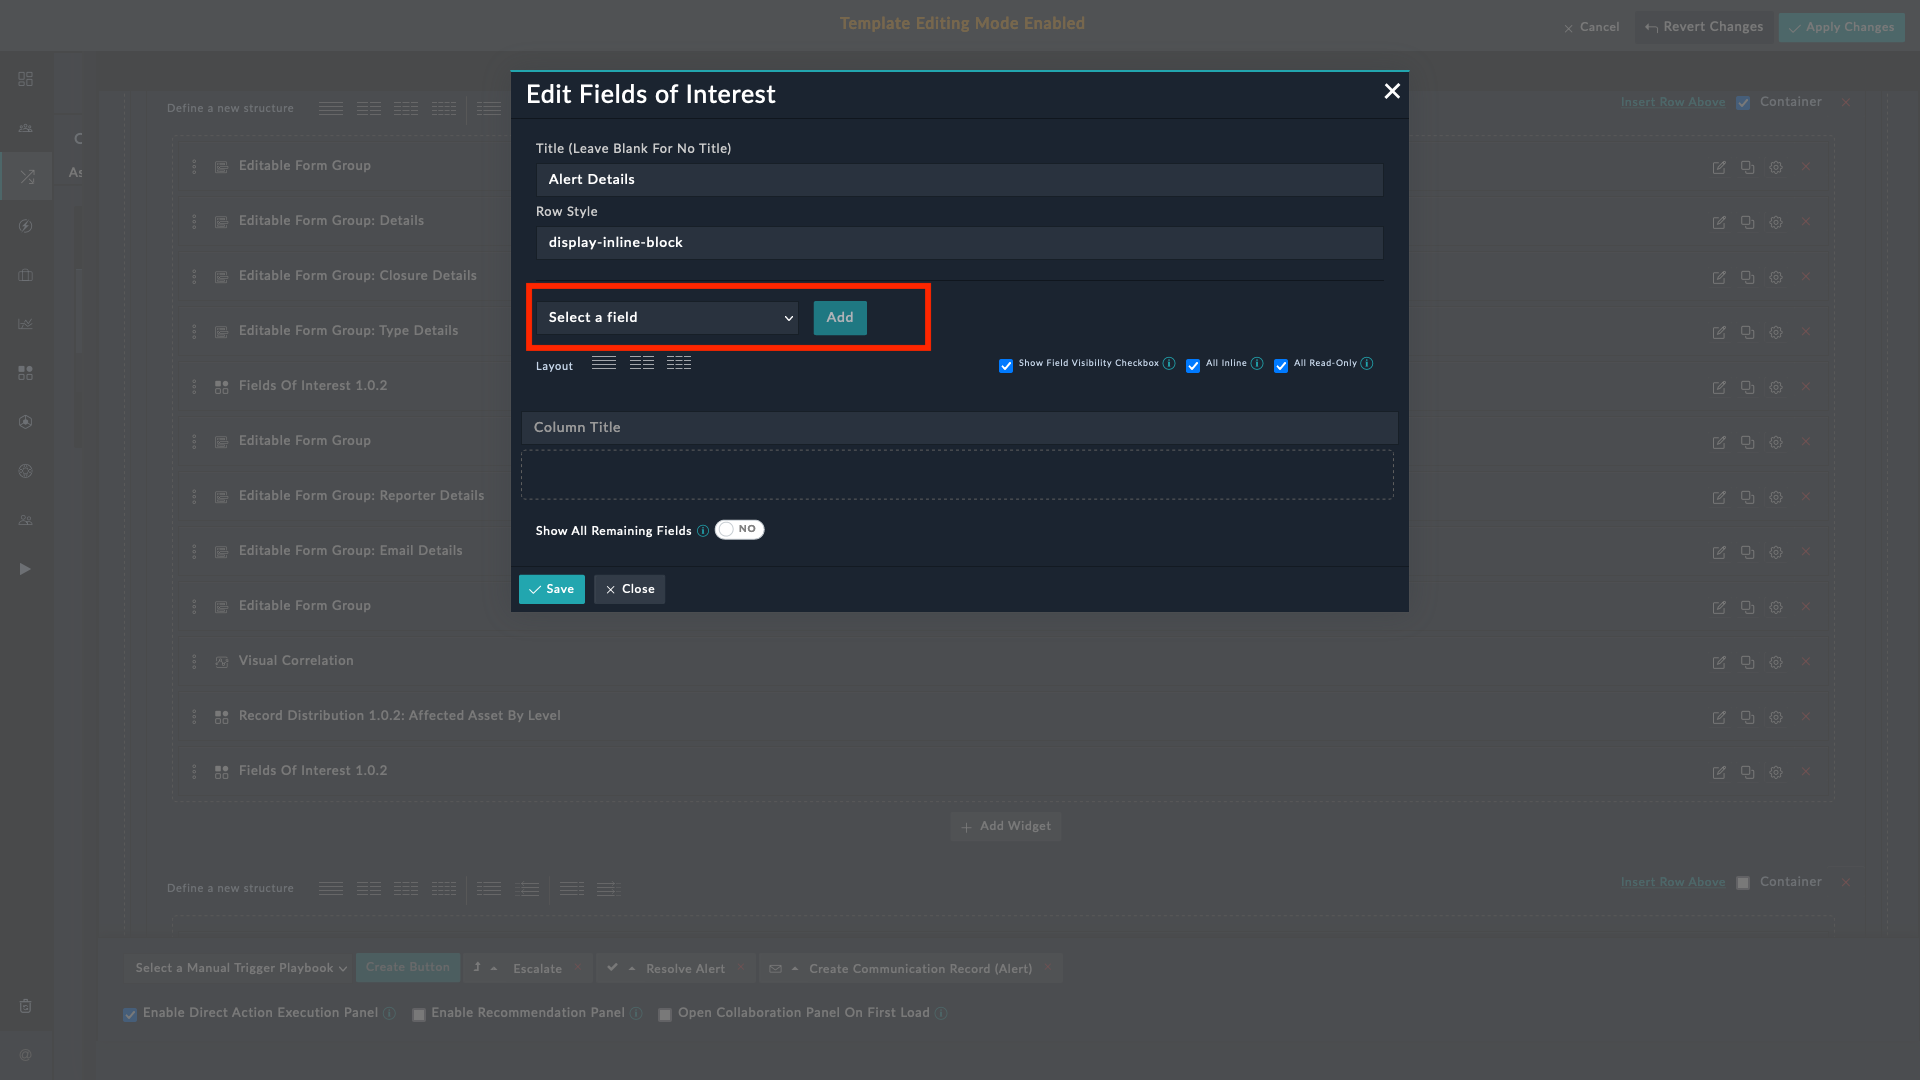 Template Editing Mode Enabled
Cancel
Revert Changes
Apply Changes
Define a new structure
Insert Row Above
Container
As
Editable Form Group
Editable Form Group: Details
Editable Form Group: Closure Details
Editable Form Group: Type Details
Fields Of Interest 1.0.2
Editable Form Group
Editable Form Group: Reporter Details
Editable Form Group: Email Details
Editable Form Group
Visual Correlation
Record Distribution 1.0.2: Affected Asset By Level
Fields Of Interest 1.0.2
Edit Fields of Interest
Title (Leave Blank For No Title)
Alert Details
Row Style
display-inline-block
Select a field
Add
Layout
Show Field Visibility Checkbox
All Inline
All Read-Only
Column Title
Show All Remaining Fields
NO
Save
Close
Add Widget
Define a new structure
Insert Row Above
Container
Select a Manual Trigger Playbook
Create Button
Escalate
Resolve Alert
Create Communication Record (Alert)
Enable Direct Action Execution Panel
Enable Recommendation Panel
Open Collaboration Panel On First Load